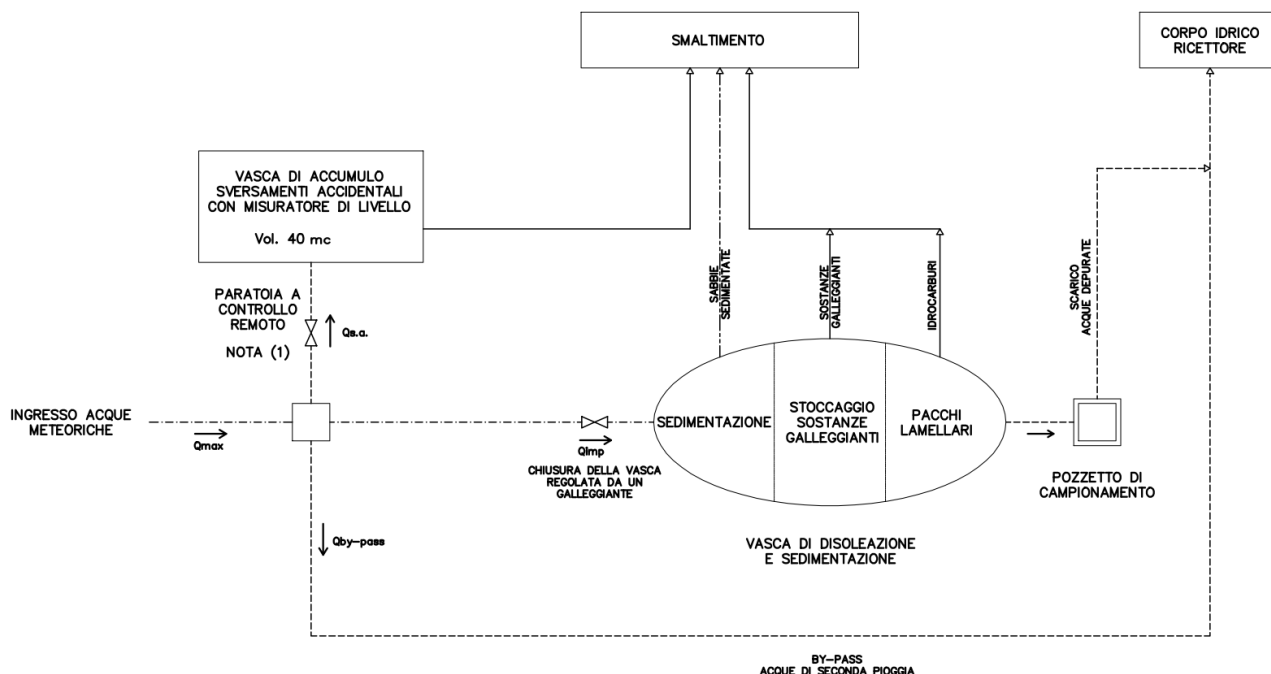 SMALTIMENTO
CORPO IDRICO
RICETTORE
VASCA DI ACCUMULO
SVERSAMENTI ACCIDENTALI
CON MISURATORE DI LIVELLO
Vol. 40 mc
SABBIE
SEDIMENTATE
SOSTANZE
GALLEGGIANTI
IDROCARBURI
SCARICO
ACQUE DEPURATE
PARATOIA A
CONTROLLO
REMOTO
NOTA (1)
Qs.a.
INGRESSO ACQUE
METEORICHE
Qmax
Qimp
CHIUSURA DELLA VASCA
REGOLATA DA UN
GALLEGGIANTE
SEDIMENTAZIONE
STOCCAGGIO
SOSTANZE
GALLEGGIANTI
PACCHI
LAMELLARI
POZZETTO DI
CAMPIONAMENTO
Qby-pass
VASCA DI DISOLEAZIONE
E SEDIMENTAZIONE
BY-PASS
ACQUE DI SECONDA PIOGGIA